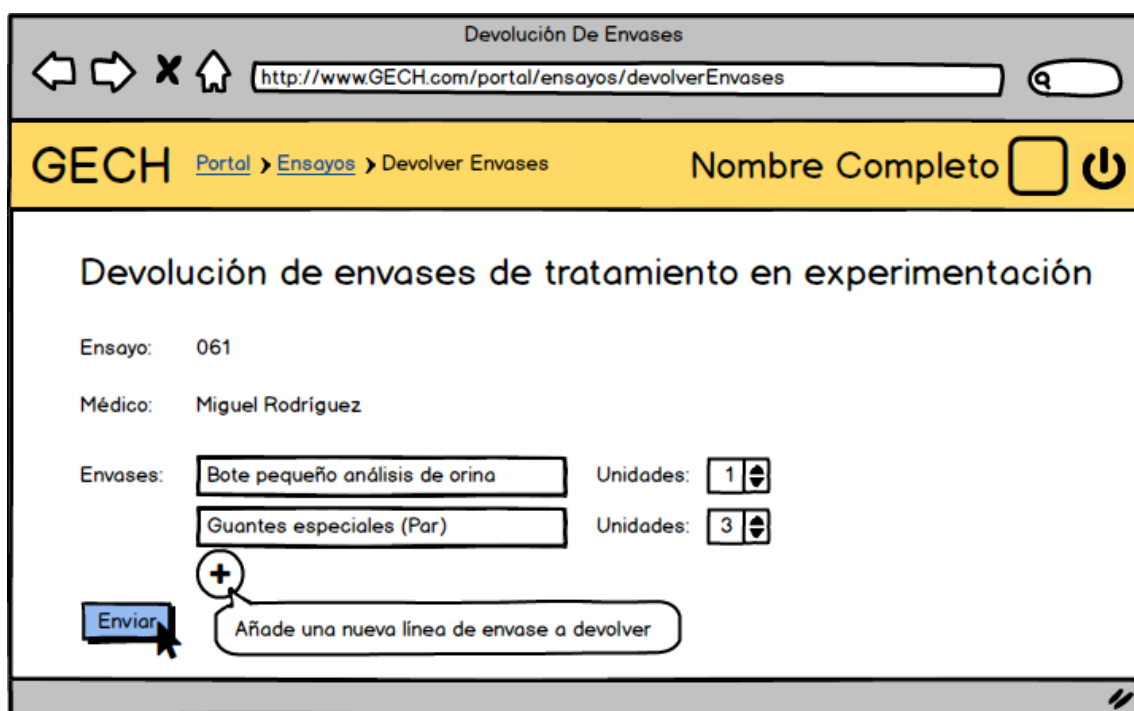 Devolución De Envases
http://www.GECH.com/portal/ensayos/devolverEnvases
GECH Portal > Ensayos > Devolver Envases Nombre Completo
Devolución de envases de tratamiento en experimentación
Ensayo: 061
Médico: Miguel Rodríguez
Envases: Bote pequeño análisis de orina Unidades: 1
Guantes especiales (Par) Unidades: 3
+
Enviar Añade una nueva línea de envase a devolver